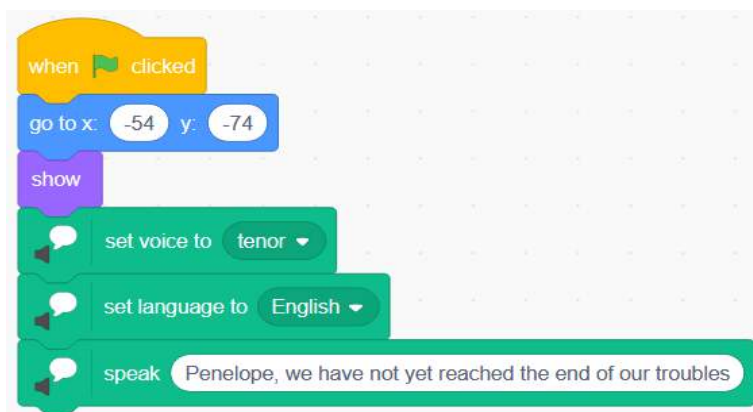 when clicked
go to x: -54 y: -74
show
set voice to tenor
set language to English
speak Penelope, we have not yet reached the end of our troubles